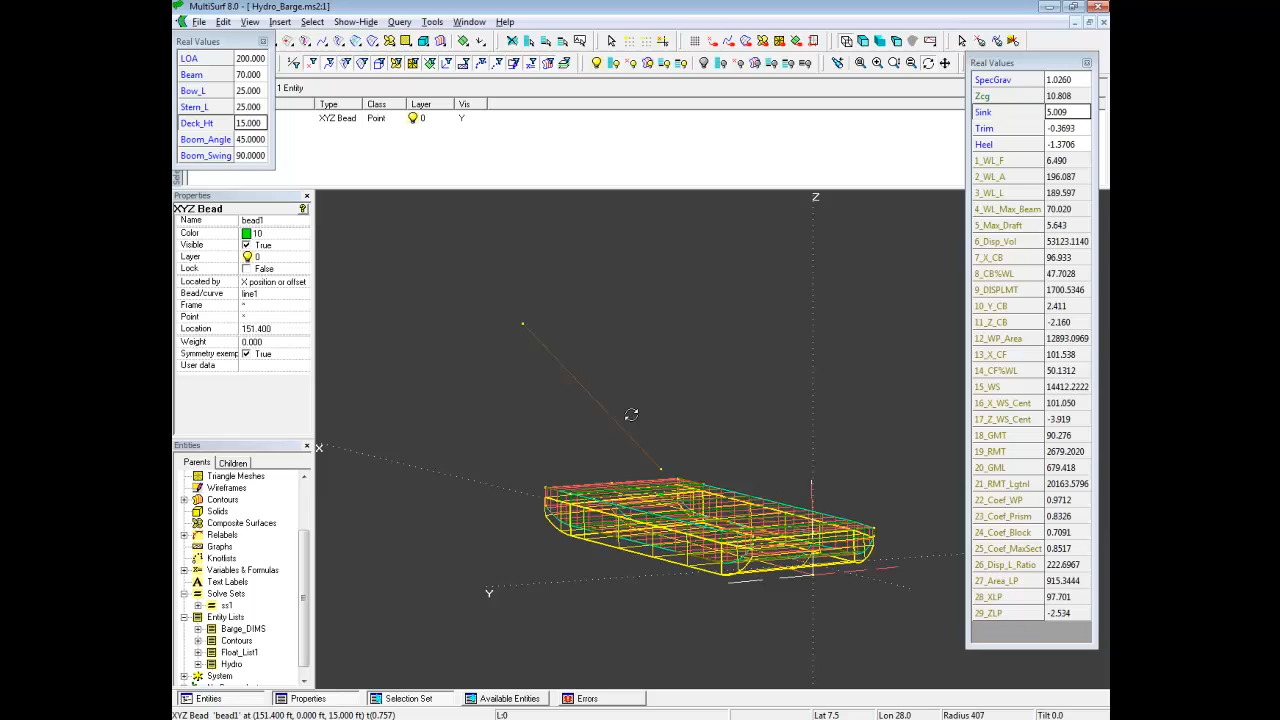 MultiSurf 8.0 - [ Hydro_Barge.ms2:1]
File Edit View Insert Select Show-Hide Query Tools Window Help
Real Values
LOA 200.000
Beam 70.000
Bow_L 25.000
Stern_L 25.000
Deck_Ht 15.000
Boom_Angle 45.0000
Boom_Swing 90.0000
1 Entity
Type Class Layer Vis
XYZ Bead Point 0 Y
Properties
XYZ Bead
Name bead1
Color 10
Visible True
Layer 0
Lock False
Located by X position or offset
Bead/curve line1
Frame *
Point *
Location 151.400
Weight 0.000
Symmetry exemp True
User data
Entities
Parents Children
Triangle Meshes
Wireframes
Contours
Solids
Composite Surfaces
Relabels
Graphs
Knotlists
Variables & Formulas
Text Labels
Solve Sets
ss1
Entity Lists
Barge_DIMS
Contours
Float_List1
Hydro
System
Z
X
Y
Real Values
SpecGrav 1.0260
Zcg 10.808
Sink 5.009
Trim -0.3693
Heel -1.3706
1_WL_F 6.490
2_WL_A 196.087
3_WL_L 189.597
4_WL_Max_Beam 70.020
5_Max_Draft 5.643
6_Disp_Vol 53123.1140
7_X_CB 96.933
8_CB%WL 47.7028
9_DISPLMT 1700.5346
10_Y_CB 2.411
11_Z_CB -2.160
12_WP_Area 12893.0969
13_X_CF 101.538
14_CF%WL 50.1312
15_WS 14412.2222
16_X_WS_Cent 101.050
17_Z_WS_Cent -3.919
18_GMT 90.276
19_RMT 2679.2020
20_GML 679.418
21_RMT_Lgtnl 20163.5796
22_Coef_WP 0.9712
23_Coef_Prism 0.8326
24_Coef_Block 0.7091
25_Coef_MaxSect 0.8517
26_Disp_L_Ratio 222.6967
27_Area_LP 915.3444
28_XLP 97.701
29_ZLP -2.534
Entities Properties Selection Set Available Entities Errors
XYZ Bead 'bead1' at (151.400 ft, 0.000 ft, 15.000 ft) t(0.757) L:0 Lat 7.5 Lon 28.0 Radius 407 Tilt 0.0